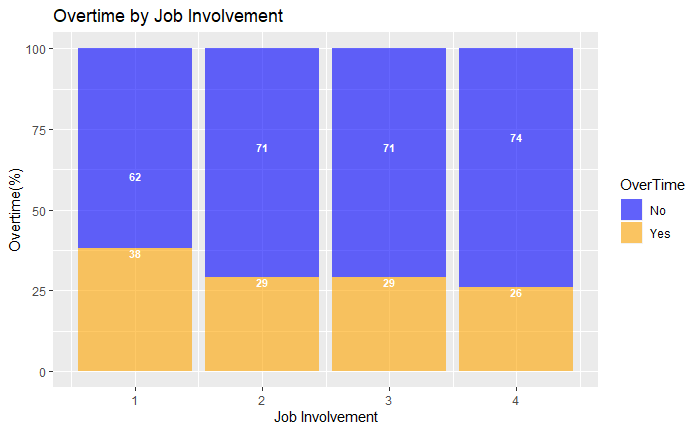 Overtime by Job Involvement
Overtime(%)
100
75
50
25
0
62
71
71
74
38
29
29
26
1
2
3
4
Job Involvement
OverTime
No
Yes